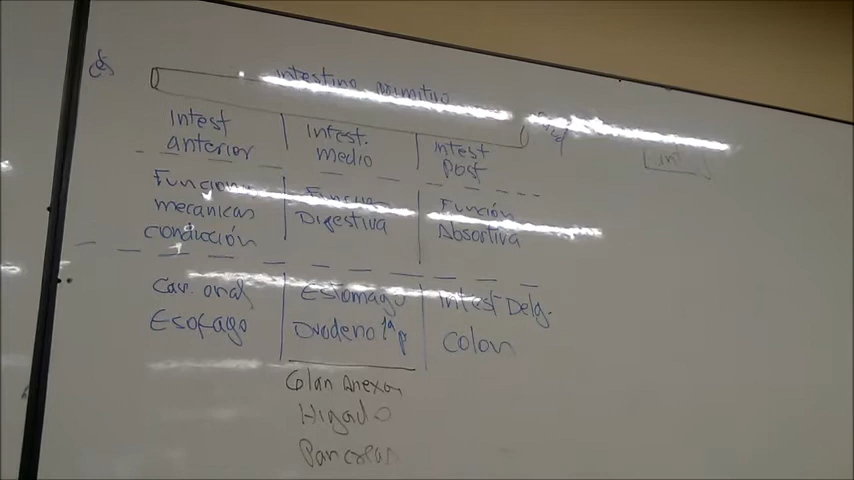 Intestino primitivo
Intest
anterior
Intest.
medio
Intest
Post
Funciones
mecanicas
conducción
Función
Digestiva
Función
Absortiva
Cav. oral
Esofago
Estomago
Duodeno 1ª p
Intest Delg.
Colon
Glan anexas
Higado
Pancreas